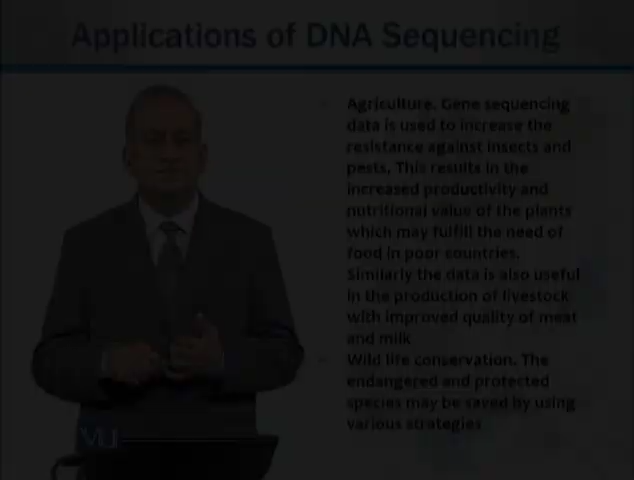 Applications of DNA Sequencing
Agriculture. Gene sequencing
data is used to increase the
resistance against insects and
pests. This results in the
increased productivity and
nutritional value of the plants
which may fulfill the need of
food in poor countries.
Similarly the data is also useful
in the production of livestock
with improved quality of meat
and milk
Wild life conservation. The
endangered and protected
species may be saved by using
various strategies
VU